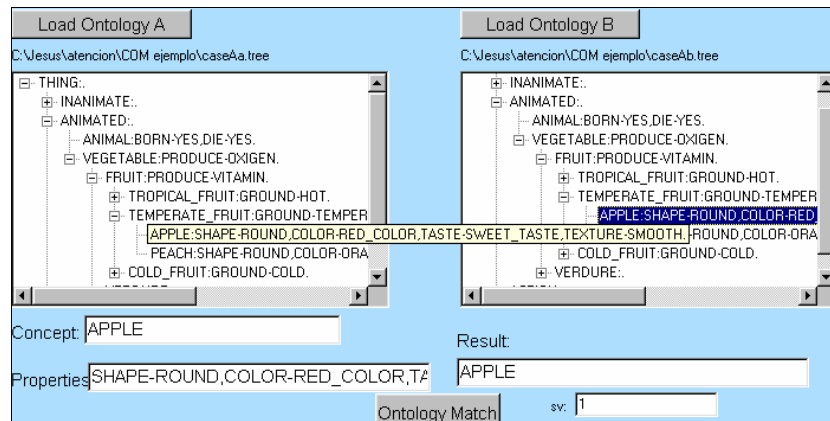 Load Ontology A
C:\Jesus\atencion\COM ejemplo\caseAa.tree
THING:.
INANIMATE:.
ANIMATED:.
ANIMAL:BORN-YES,DIE-YES.
VEGETABLE:PRODUCE-OXIGEN.
FRUIT:PRODUCE-VITAMIN.
TROPICAL_FRUIT:GROUND-HOT.
TEMPERATE_FRUIT:GROUND-TEMPER
APPLE:SHAPE-ROUND,COLOR-RED_COLOR,TASTE-SWEET_TASTE,TEXTURE-SMOOTH.
PEACH:SHAPE-ROUND,COLOR-ORA
COLD_FRUIT:GROUND-COLD.
Concept: APPLE
Properties SHAPE-ROUND,COLOR-RED_COLOR,TA
Load Ontology B
C:\Jesus\atencion\COM ejemplo\caseAb.tree
INANIMATE:.
ANIMATED:.
ANIMAL:BORN-YES,DIE-YES.
VEGETABLE:PRODUCE-OXIGEN.
FRUIT:PRODUCE-VITAMIN.
TROPICAL_FRUIT:GROUND-HOT.
TEMPERATE_FRUIT:GROUND-TEMPER
APPLE:SHAPE-ROUND,COLOR-RED_
-ROUND,COLOR-ORA
COLD_FRUIT:GROUND-COLD.
VERDURE:.
Result:
APPLE
Ontology Match
sv: 1